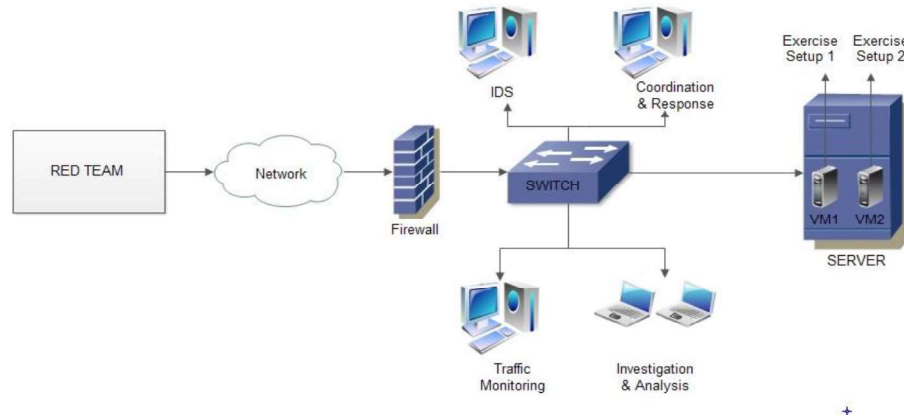 RED TEAM
Network
Firewall
IDS
Coordination
& Response
SWITCH
Traffic
Monitoring
Investigation
& Analysis
Exercise
Setup 1
Exercise
Setup 2
VM1
VM2
SERVER